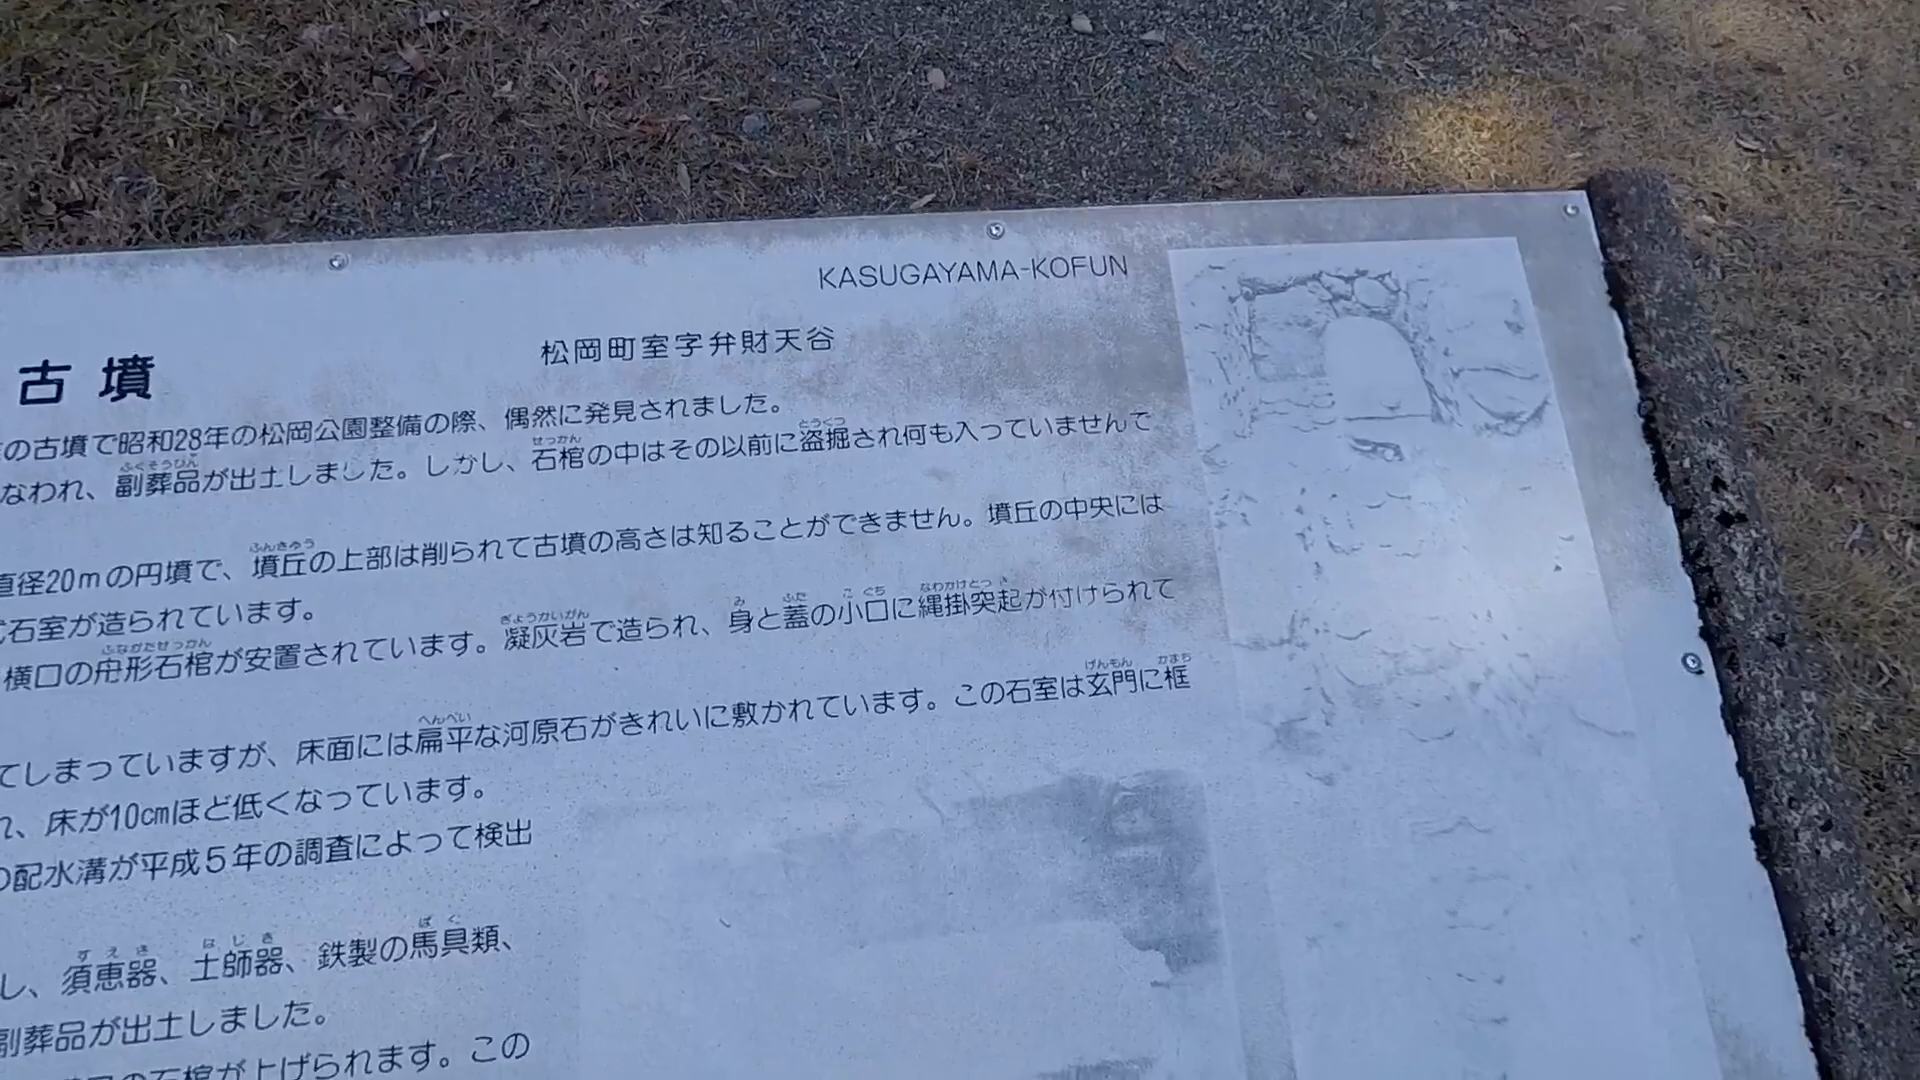 KASUGAYAMA-KOFUN
古墳
松岡町室字弁財天谷
の古墳で昭和28年の松岡公園整備の際、偶然に発見されました。
なわれ、副葬品が出土しました。しかし、石棺の中はその以前に盗掘され何も入っていませんで
直径20mの円墳で、墳丘の上部は削られて古墳の高さは知ることができません。墳丘の中央には
式石室が造られています。
横口の舟形石棺が安置されています。凝灰岩で造られ、身と蓋の小口に縄掛突起が付けられて
てしまっていますが、床面には扁平な河原石がきれいに敷かれています。この石室は玄門に框
れ、床が10cmほど低くなっています。
の配水溝が平成5年の調査によって検出
し、須恵器、土師器、鉄製の馬具類、
副葬品が出土しました。
の石棺が上げられます。この